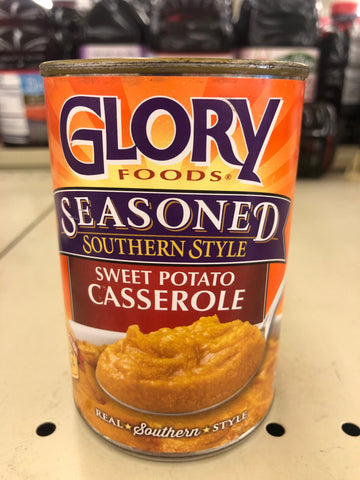 GLORY
FOODS®
SEASONED
SOUTHERN STYLE
SWEET POTATO
CASSEROLE
REAL ★ Southern ★ STYLE